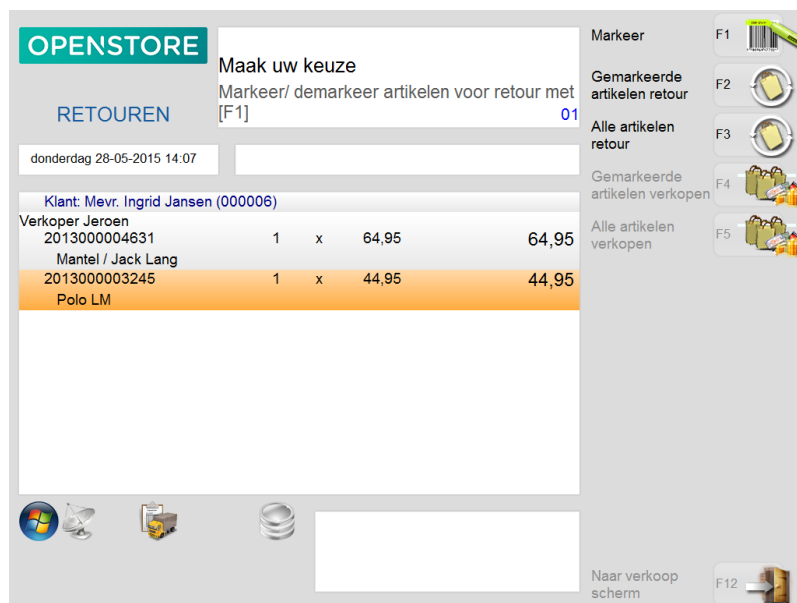 OPENSTORE
RETOUREN
Maak uw keuze
Markeer/ demarkeer artikelen voor retour met
[F1]
01
donderdag 28-05-2015 14:07
Klant: Mevr. Ingrid Jansen (000006)
Verkoper Jeroen
2013000004631 1 x 64,95 64,95
Mantel / Jack Lang
2013000003245 1 x 44,95 44,95
Polo LM
Markeer F1
Gemarkeerde
artikelen retour F2
Alle artikelen
retour F3
Gemarkeerde
artikelen verkopen F4
Alle artikelen
verkopen F5
Naar verkoop
scherm F12